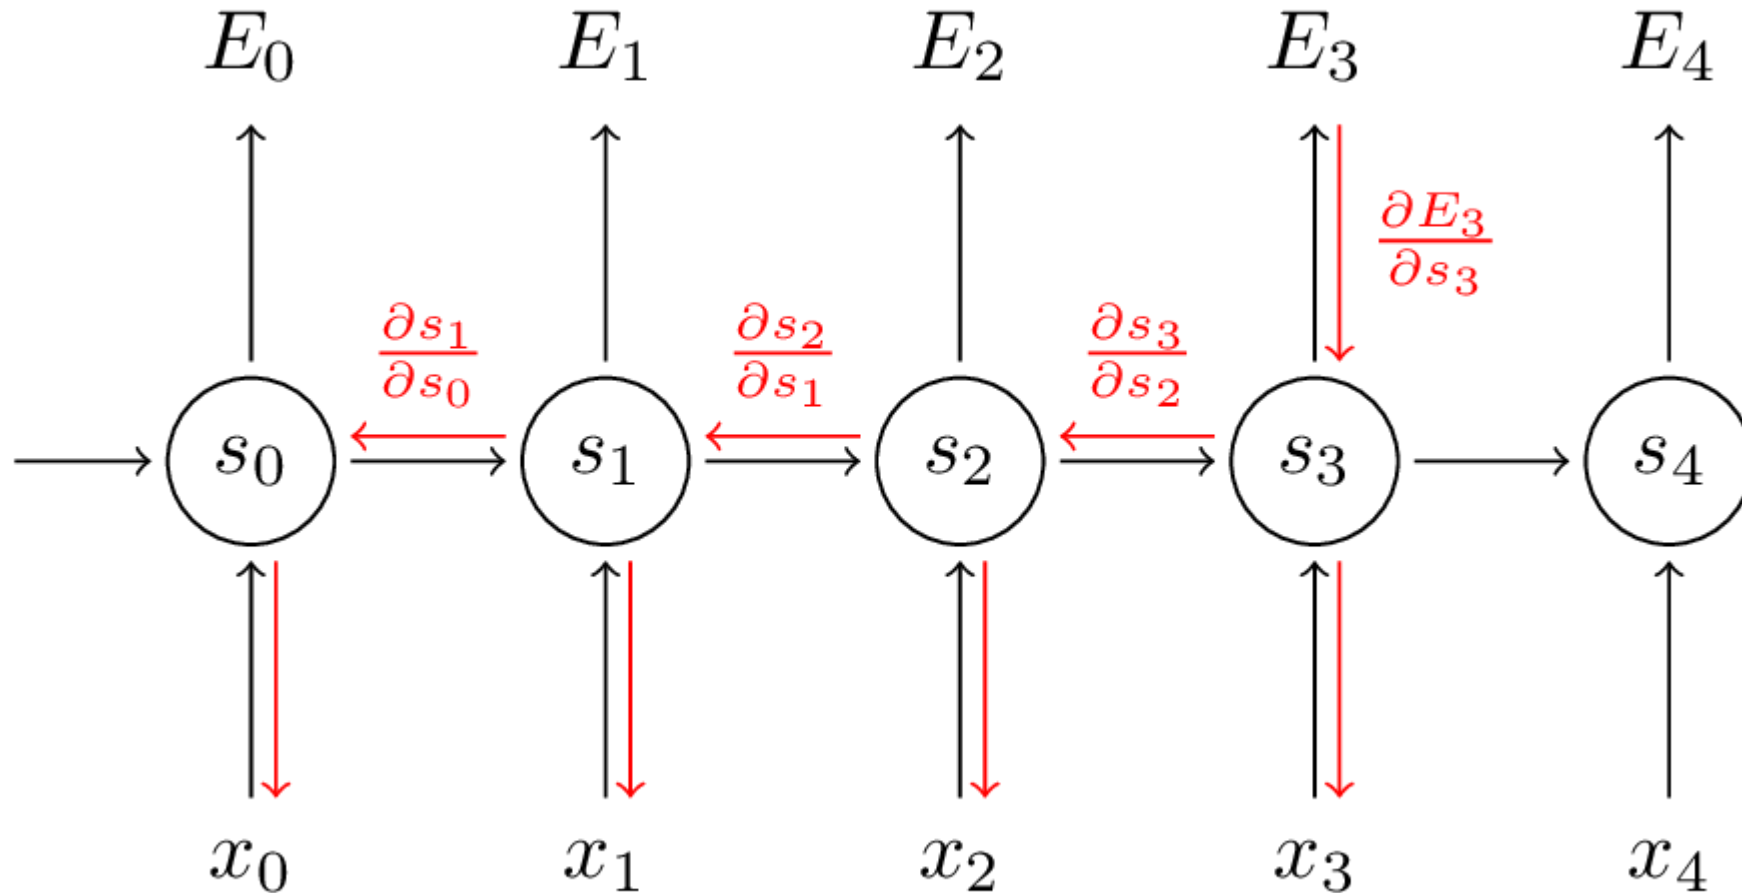 E₀ E₁ E₂ E₃ E₄
∂E₃/∂s₃
∂s₁/∂s₀ ∂s₂/∂s₁ ∂s₃/∂s₂
s₀ s₁ s₂ s₃ s₄
x₀ x₁ x₂ x₃ x₄